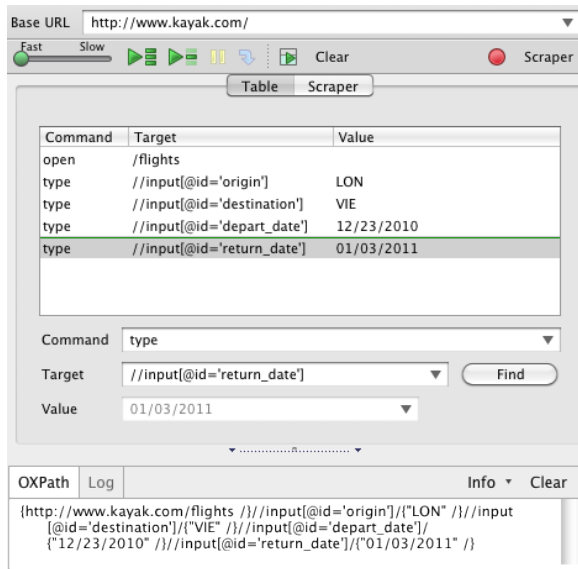 Base URL http://www.kayak.com/
Fast Slow Clear Scraper
Table Scraper
Command Target Value
open /flights
type //input[@id='origin'] LON
type //input[@id='destination'] VIE
type //input[@id='depart_date'] 12/23/2010
type //input[@id='return_date'] 01/03/2011
Command type
Target //input[@id='return_date'] Find
Value 01/03/2011
OXPath Log Info Clear
{http://www.kayak.com/flights /}//input[@id='origin']/{"LON" /}//input
[@id='destination']/{"VIE" /}//input[@id='depart_date']/
{"12/23/2010" /}//input[@id='return_date']/{"01/03/2011" /}